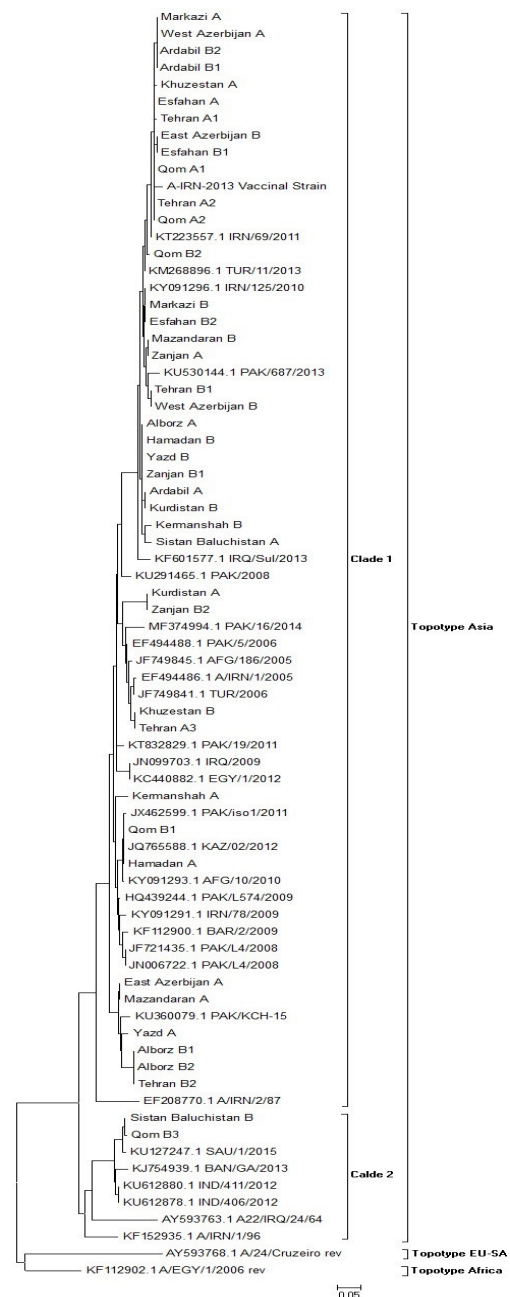 Markazi A
West Azerbijan A
Ardabil B2
Ardabil B1
Khuzestan A
Esfahan A
Tehran A1
East Azerbijan B
Esfahan B1
Qom A1
A-IRN-2013 Vaccinal Strain
Tehran A2
Qom A2
KT223557.1 IRN/69/2011
Qom B2
KM268896.1 TUR/11/2013
KY091296.1 IRN/125/2010
Markazi B
Esfahan B2
Mazandaran B
Zanjan A
KU530144.1 PAK/687/2013
Tehran B1
West Azerbijan B
Alborz A
Hamadan B
Yazd B
Zanjan B1
Ardabil A
Kurdistan B
Kermanshah B
Sistan Baluchistan A
KF601577.1 IRQ/Sul/2013
Clade 1
KU291465.1 PAK/2008
Kurdistan A
Zanjan B2
MF374994.1 PAK/16/2014
Topotype Asia
EF494488.1 PAK/5/2006
JF749845.1 AFG/186/2005
EF494486.1 A/IRN/1/2005
JF749841.1 TUR/2006
Khuzestan B
Tehran A3
KT832829.1 PAK/19/2011
JN099703.1 IRQ/2009
KC440882.1 EGY/1/2012
Kermanshah A
JX462599.1 PAK/iso1/2011
Qom B1
JQ765588.1 KAZ/02/2012
Hamadan A
KY091293.1 AFG/10/2010
HQ439244.1 PAK/L574/2009
KY091291.1 IRN/78/2009
KF112900.1 BAR/2/2009
JF721435.1 PAK/L4/2008
JN006722.1 PAK/L4/2008
East Azerbijan A
Mazandaran A
KU360079.1 PAK/KCH-15
Yazd A
Alborz B1
Alborz B2
Tehran B2
EF208770.1 A/IRN/2/87
Sistan Baluchistan B
Qom B3
KU127247.1 SAU/1/2015
KJ754939.1 BAN/GA/2013
Calde 2
KU612880.1 IND/411/2012
KU612878.1 IND/406/2012
AY593763.1 A22/IRQ/24/64
KF152935.1 A/IRN/1/96
AY593768.1 A/24/Cruzeiro rev
Topotype EU-SA
KF112902.1 A/EGY/1/2006 rev
Topotype Africa
0.05